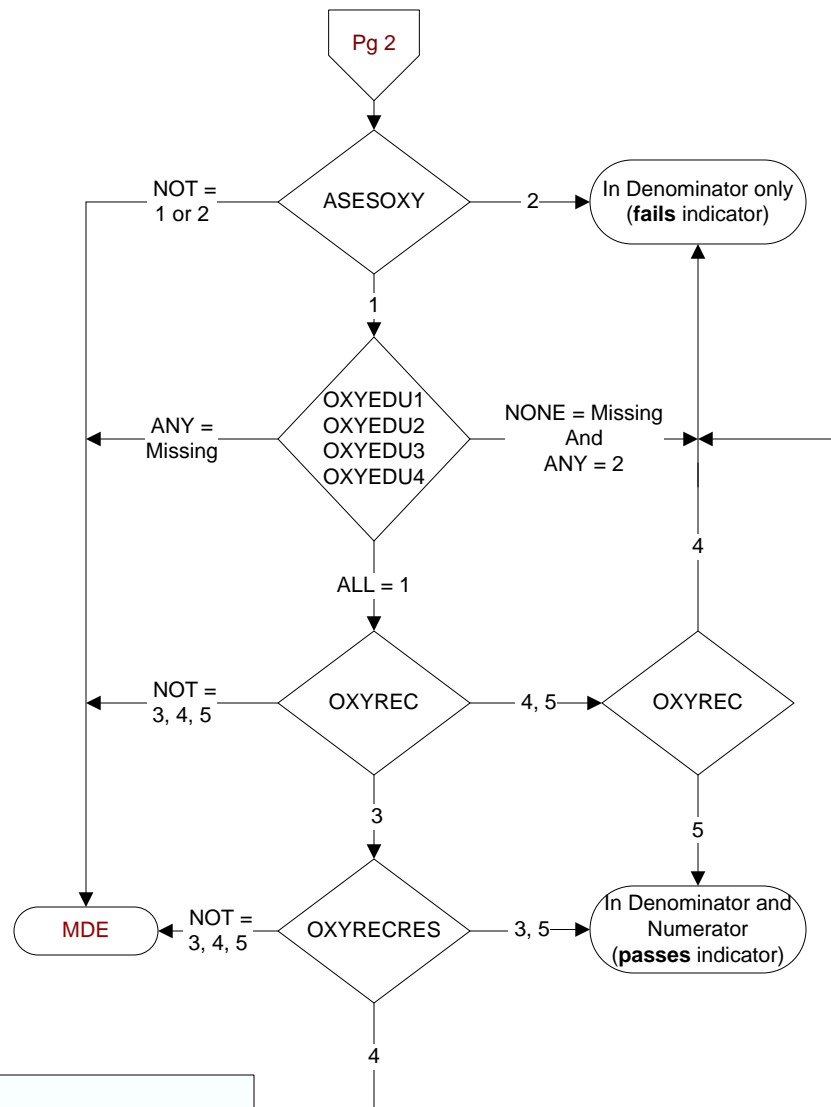 Pg 2
NOT =
1 or 2
ASESOXY
2
In Denominator only
(fails indicator)
1
ANY =
Missing
OXYEDU1
OXYEDU2
OXYEDU3
OXYEDU4
NONE = Missing
And
ANY = 2
4
ALL = 1
NOT =
3, 4, 5
OXYREC
4, 5
OXYREC
3
5
MDE
NOT =
3, 4, 5
OXYRECRES
3, 5
In Denominator and
Numerator
(passes indicator)
4